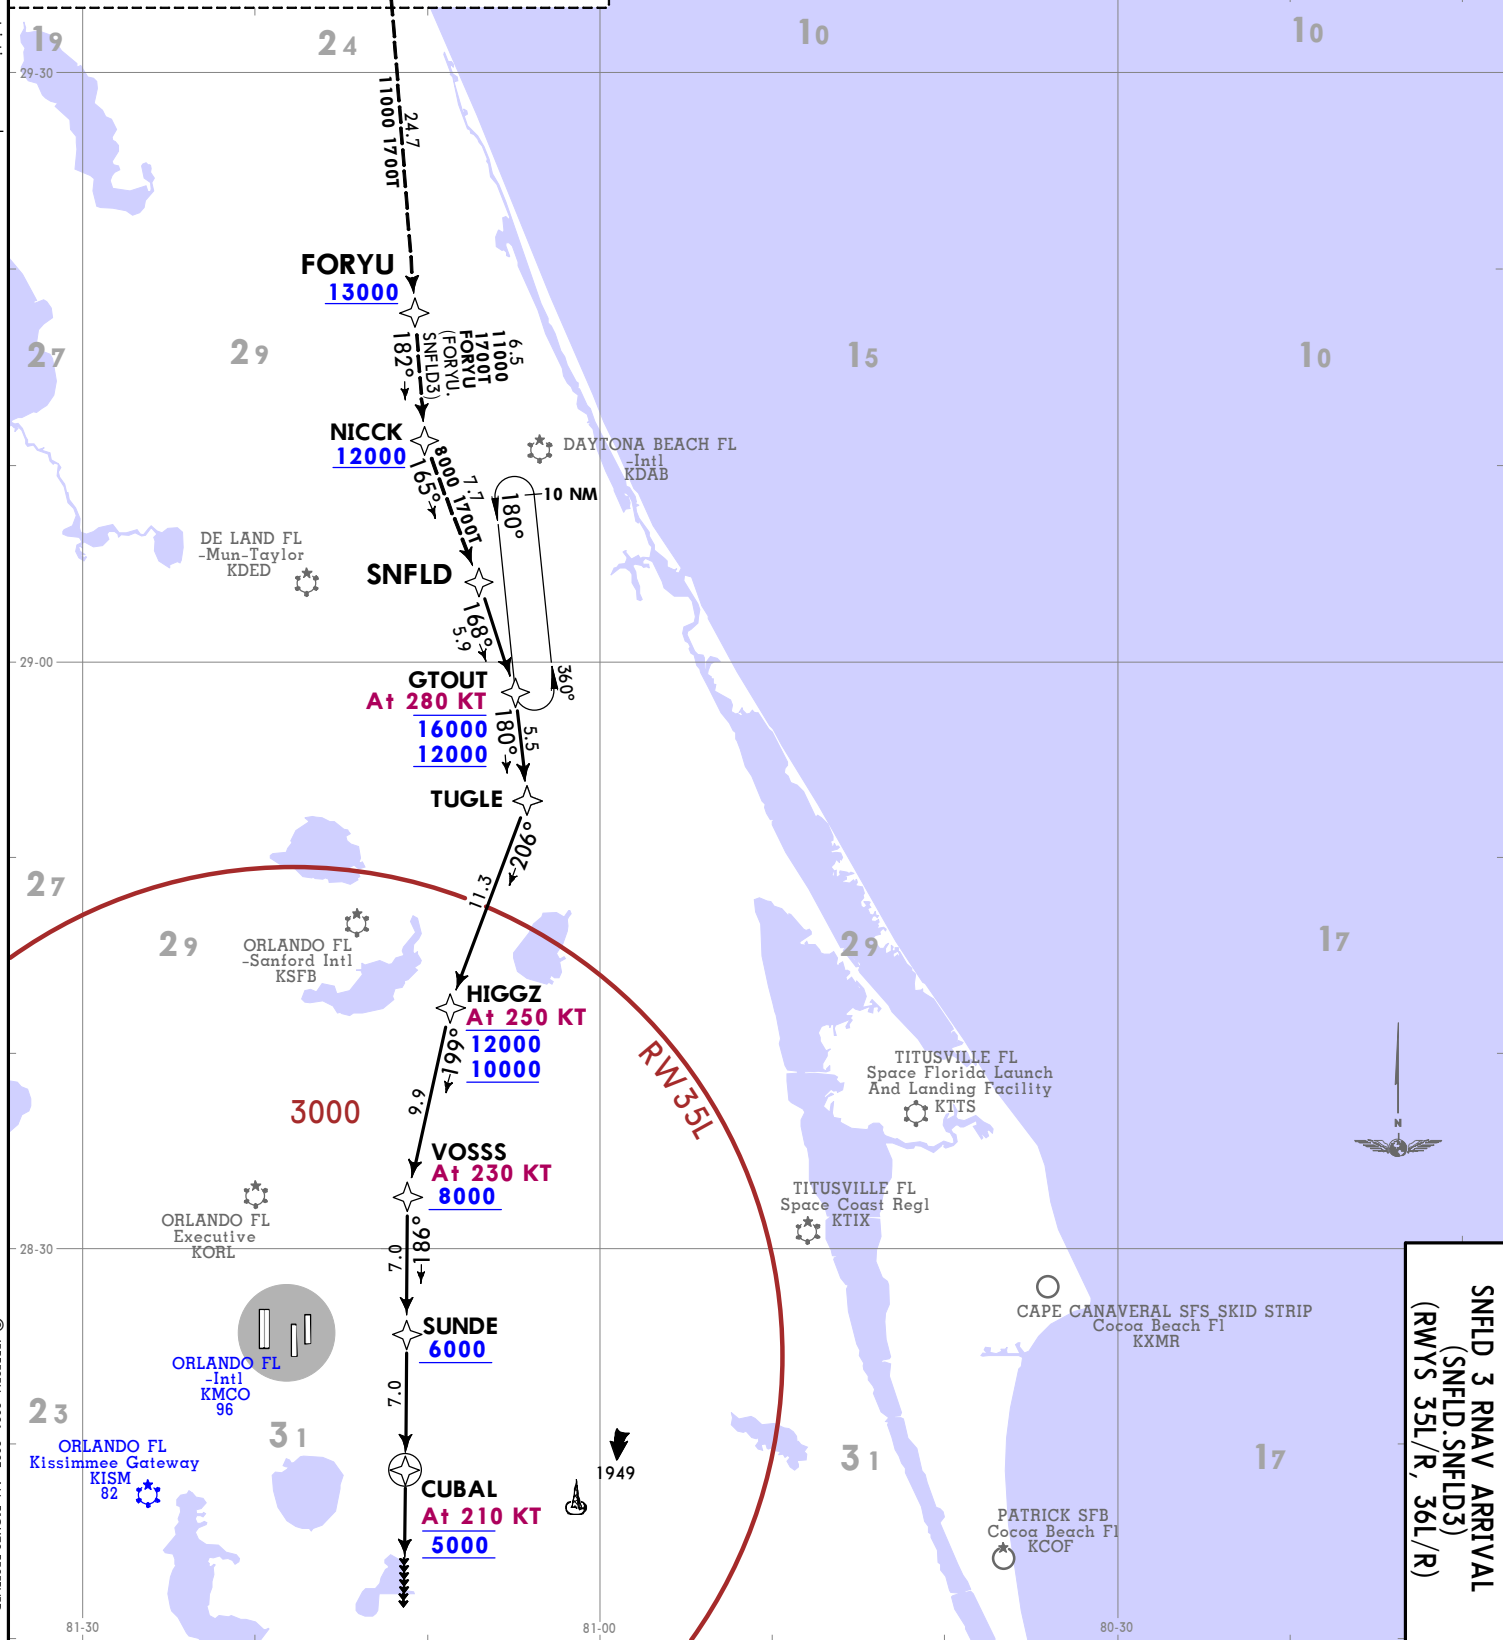 19
24
10
10
29-30
24.7
11000 1700T
FORYU
13000
182°
SNFLD3)
(FORYU.
FORYU
1700T
11000
6.5
27
29
15
10
NICCK
12000
165°
8000 1700T
7.7
DAYTONA BEACH FL
-Intl
KDAB
10 NM
180°
DE LAND FL
-Mun-Taylor
KDED
SNFLD
168°
5.9
29-00
360°
GTOUT
At 280 KT
16000
12000
180°
5.5
TUGLE
206°
11.3
27
29
29
17
ORLANDO FL
-Sanford Intl
KSFB
HIGGZ
At 250 KT
12000
10000
199°
9.9
RW35L
3000
TITUSVILLE FL
Space Florida Launch
And Landing Facility
KTTS
N
VOSSS
At 230 KT
8000
186°
7.0
ORLANDO FL
Executive
KORL
TITUSVILLE FL
Space Coast Regl
KTIX
28-30
SUNDE
6000
7.0
CAPE CANAVERAL SFS SKID STRIP
Cocoa Beach Fl
KXMR
SNFLD 3 RNAV ARRIVAL
(SNFLD.SNFLD3)
(RWYS 35L/R, 36L/R)
ORLANDO FL
-Intl
KMCO
96
23
31
31
17
ORLANDO FL
Kissimmee Gateway
KISM
82
1949
CUBAL
At 210 KT
5000
PATRICK SFB
Cocoa Beach Fl
KCOF
81-30
81-00
80-30